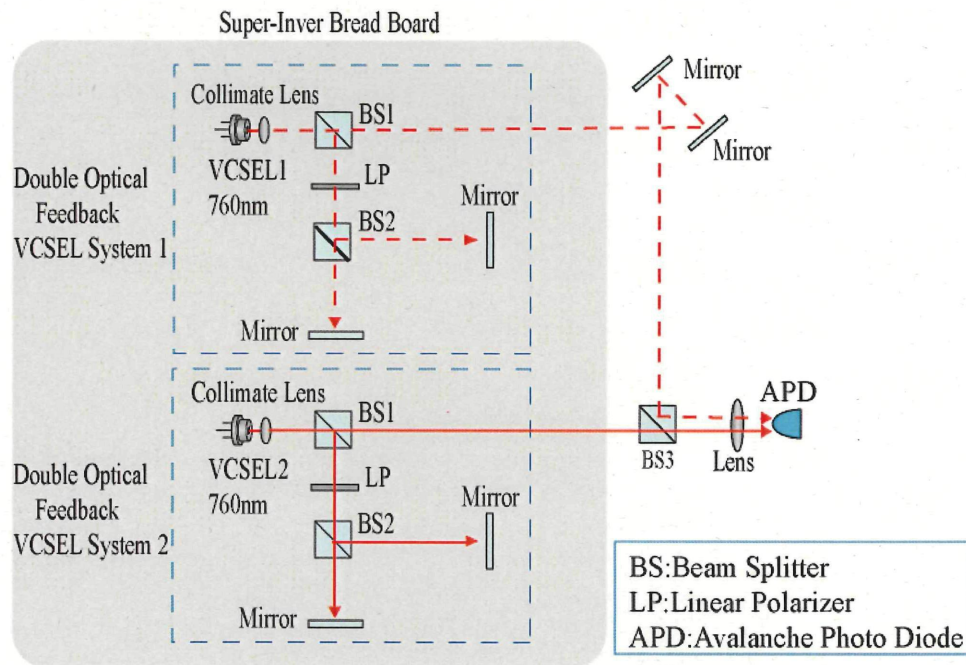 Super-Inver Bread Board
Collimate Lens
BS1
VCSEL1
760nm
LP
BS2
Mirror
Mirror
Double Optical
Feedback
VCSEL System 1
Mirror
Mirror
Collimate Lens
BS1
VCSEL2
760nm
LP
BS2
Mirror
Mirror
Double Optical
Feedback
VCSEL System 2
BS3
Lens
APD
BS:Beam Splitter
LP:Linear Polarizer
APD:Avalanche Photo Diode